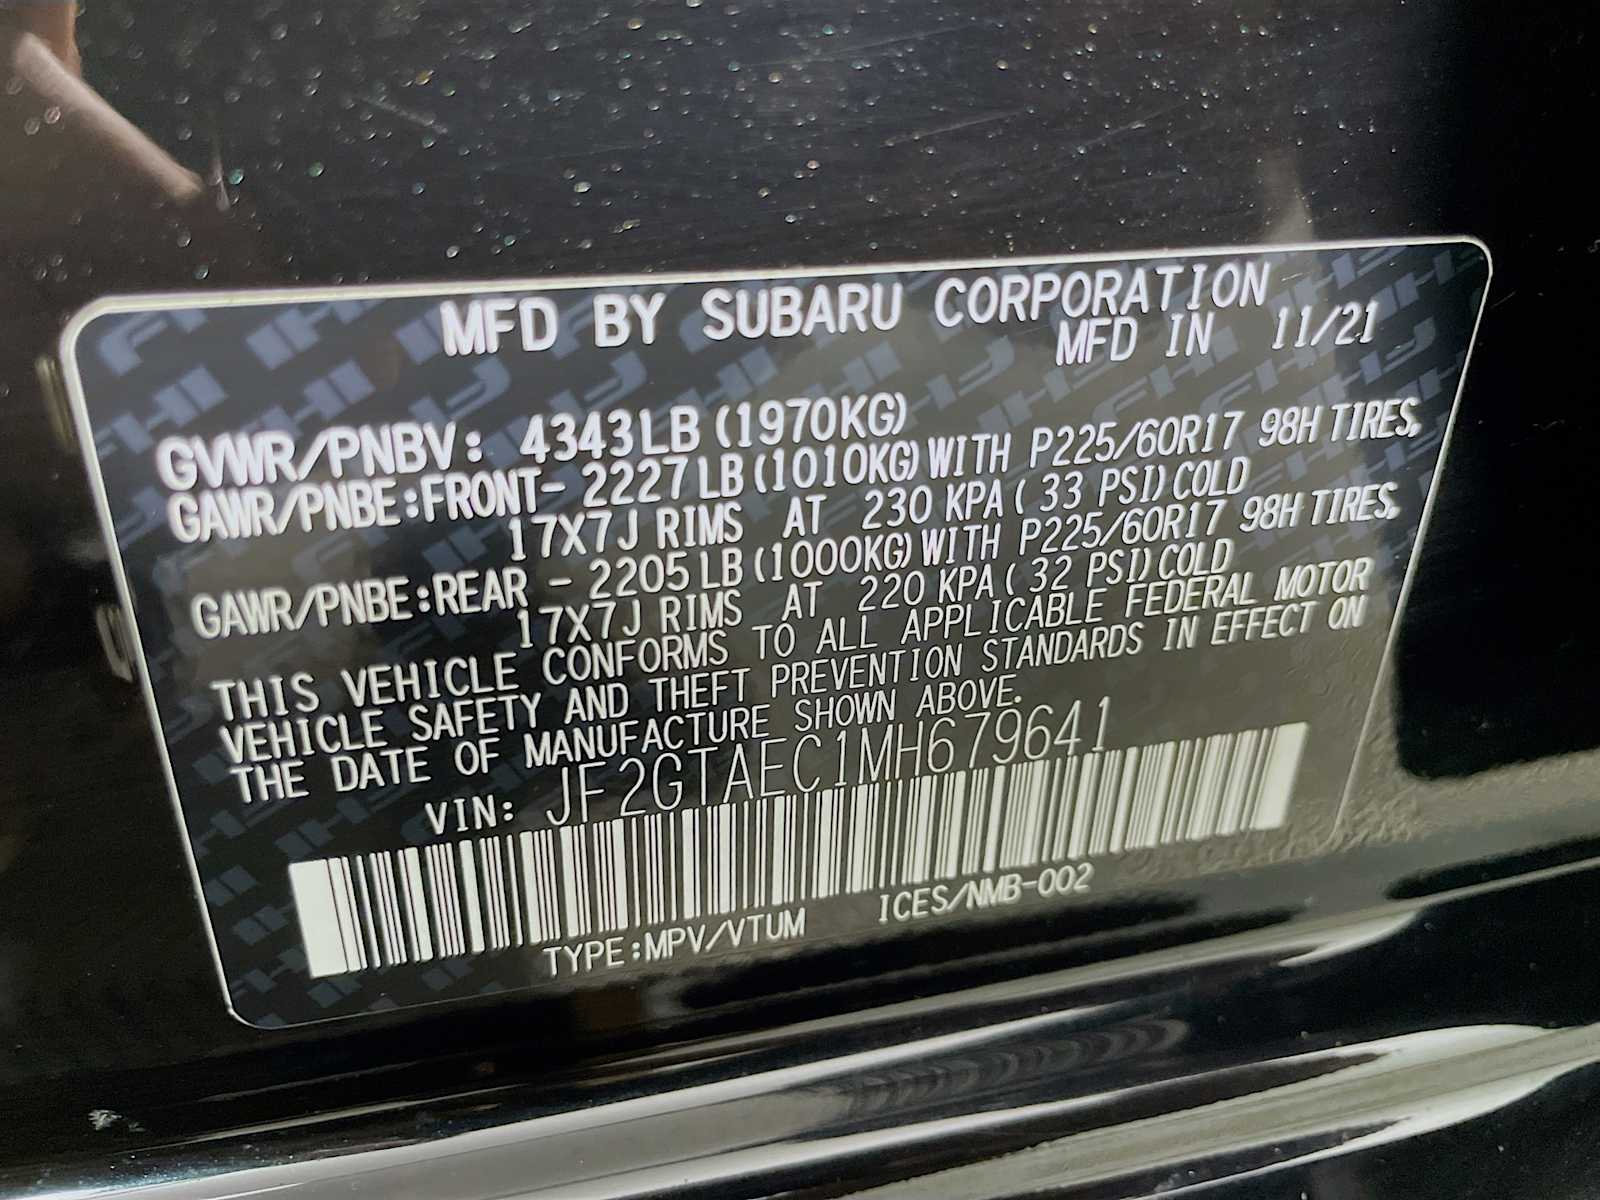 MFD BY SUBARU CORPORATION
MFD IN 11/21
GVWR/PNBV: 4343LB (1970KG)
GAWR/PNBE:FRONT- 2227LB (1010KG) WITH P225/60R17 98H TIRES,
17X7J RIMS AT 230 KPA ( 33 PSI) COLD
GAWR/PNBE:REAR - 2205LB (1000KG) WITH P225/60R17 98H TIRES,
17X7J RIMS AT 220 KPA ( 32 PSI) COLD
THIS VEHICLE CONFORMS TO ALL APPLICABLE FEDERAL MOTOR
VEHICLE SAFETY AND THEFT PREVENTION STANDARDS IN EFFECT ON
THE DATE OF MANUFACTURE SHOWN ABOVE.
VIN: JF2GTAEC1MH679641
TYPE:MPV/VTUM ICES/NMB-002